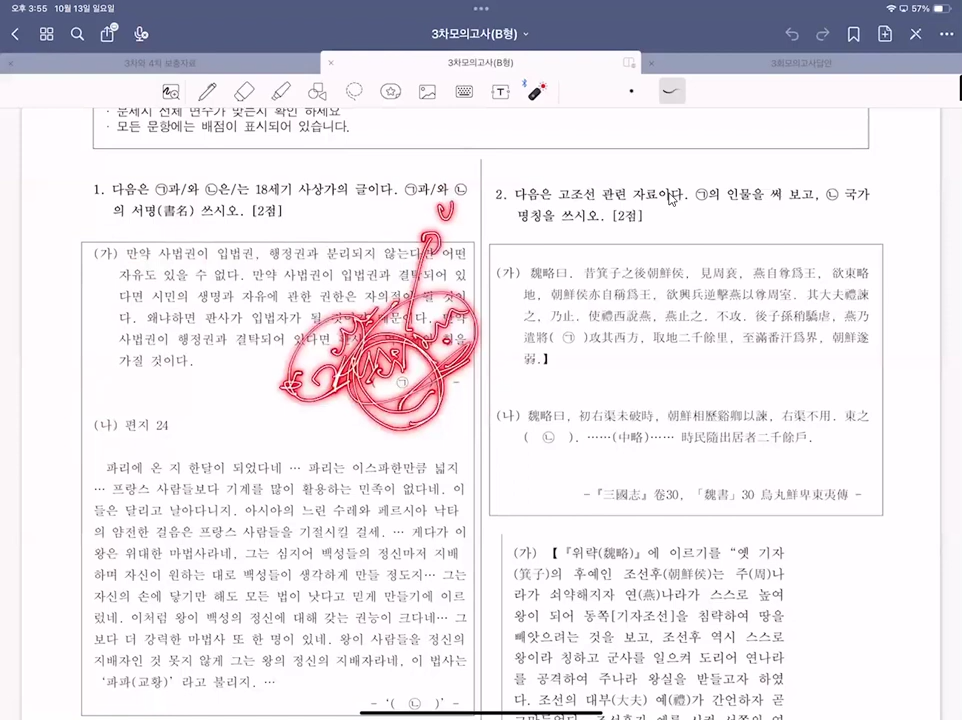 오후 3:55 10월 13일 일요일
57%
3차모의고사(B형)
3차와 4차 보충자료
3차모의고사(B형)
3회모의고사답안
· 문제지 전체 면수가 맞는지 확인 하세요
· 모든 문항에는 배점이 표시되어 있습니다.
1. 다음은 ㉠과/와 ㉡은/는 18세기 사상가의 글이다. ㉠과/와 ㉡
의 서명(書名) 쓰시오. [2점]
(가) 만약 사법권이 입법권, 행정권과 분리되지 않는다면 어떤
자유도 있을 수 없다. 만약 사법권이 입법권과 결탁되어 있
다면 시민의 생명과 자유에 관한 권한은 자의적이 될 것이
다. 왜냐하면 판사가 입법자가 될 때문이다. 만약
사법권이 행정권과 결탁되어 있다면 힘을
가질 것이다.
㉠ -
(나) 편지 24
파리에 온 지 한달이 되었다네 … 파리는 이스파한만큼 넓지
… 프랑스 사람들보다 기계를 많이 활용하는 민족이 없다네. 이
들은 달리고 날아다니지. 아시아의 느린 수레와 페르시아 낙타
의 얌전한 걸음은 프랑스 사람들을 기절시킬 걸세. … 게다가 이
왕은 위대한 마법사라네, 그는 심지어 백성들의 정신마저 지배
하며 자신이 원하는 대로 백성들이 생각하게 만들 정도지… 그는
자신의 손에 닿기만 해도 모든 법이 낫다고 믿게 만들기에 이르
렀네. 이처럼 왕이 백성의 정신에 대해 갖는 권능이 크다네… 그
보다 더 강력한 마법사 또 한 명이 있네. 왕이 사람들을 정신의
지배자인 것 못지 않게 그는 왕의 정신의 지배자라네, 이 법사는
‘파파(교황)’ 라고 불리지. …
- ‘( ㉡ )’ -
2. 다음은 고조선 관련 자료이다. ㉠의 인물을 써 보고, ㉡ 국가
명칭을 쓰시오. [2점]
(가) 魏略曰. 昔箕子之後朝鮮侯, 見周衰, 燕自尊爲王, 欲東略
地, 朝鮮侯亦自稱爲王, 欲興兵逆擊燕以尊周室. 其大夫禮諫
之, 乃止. 使禮西說燕, 燕止之. 不攻. 後子孫稍驕虐, 燕乃
遣將( ㉠ )攻其西方, 取地二千餘里, 至滿番汗爲界, 朝鮮遂
弱.】
(나) 魏略曰, 初右渠未破時, 朝鮮相歷谿卿以諫, 右渠不用. 東之
( ㉡ ). ……(中略)…… 時民隨出居者二千餘戶.
-『三國志』卷30, 「魏書」30 烏丸鮮卑東夷傳 -
(가) 【『위략(魏略)』에 이르기를 “옛 기자
(箕子)의 후예인 조선후(朝鮮侯)는 주(周)나
라가 쇠약해지자 연(燕)나라가 스스로 높여
왕이 되어 동쪽[기자조선]을 침략하여 땅을
빼앗으려는 것을 보고, 조선후 역시 스스로
왕이라 칭하고 군사를 일으켜 도리어 연나라
를 공격하여 주나라 왕실을 받들고자 하였
다. 조선의 대부(大夫) 예(禮)가 간언하자 곧